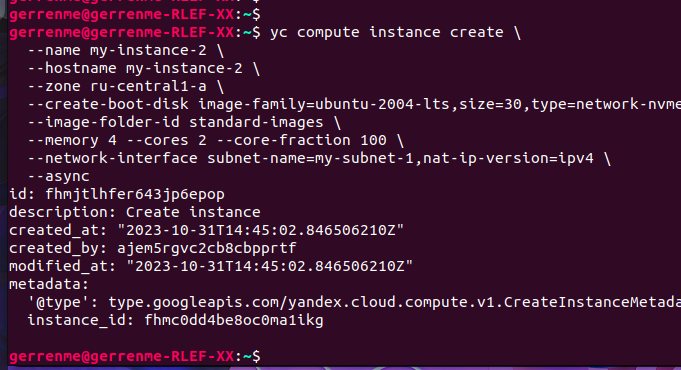 gerrenme@gerrenme-RLEF-XX:~$
gerrenme@gerrenme-RLEF-XX:~$
gerrenme@gerrenme-RLEF-XX:~$ yc compute instance create \
--name my-instance-2 \
--hostname my-instance-2 \
--zone ru-central1-a \
--create-boot-disk image-family=ubuntu-2004-lts,size=30,type=network-nvme
--image-folder-id standard-images \
--memory 4 --cores 2 --core-fraction 100 \
--network-interface subnet-name=my-subnet-1,nat-ip-version=ipv4 \
--async
id: fhmjtlhfer643jp6epop
description: Create instance
created_at: "2023-10-31T14:45:02.846506210Z"
created_by: ajem5rgvc2cb8cbpprtf
modified_at: "2023-10-31T14:45:02.846506210Z"
metadata:
'@type': type.googleapis.com/yandex.cloud.compute.v1.CreateInstanceMetada
instance_id: fhmc0dd4be8oc0ma1ikg
gerrenme@gerrenme-RLEF-XX:~$